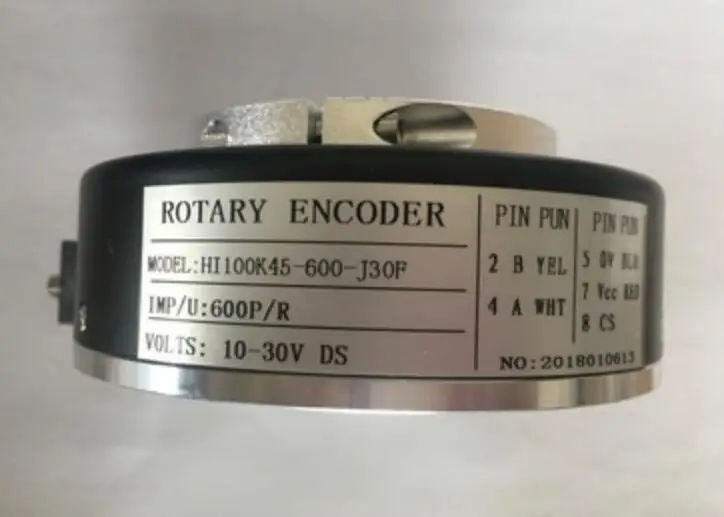 ROTARY ENCODER
MODEL:HI100K45-600-J30F
IMP/U:600P/R
VOLTS: 10-30V DS
PIN PUN
2 B YEL
4 A WHT
PIN PUN
5 0V BLK
7 Vcc RED
8 CS
NO:2018010613